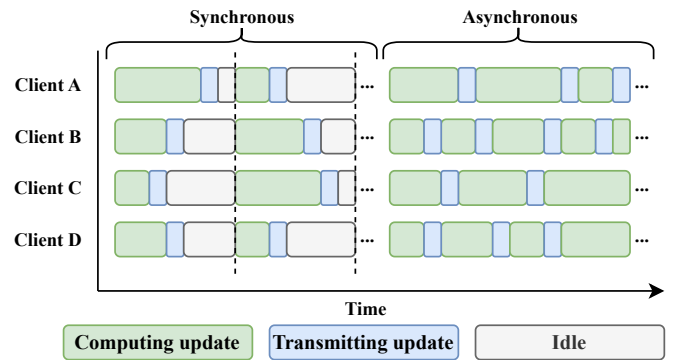 Synchronous
Asynchronous
Client A
...
...
Client B
...
...
Client C
...
...
Client D
...
...
Time
Computing update
Transmitting update
Idle